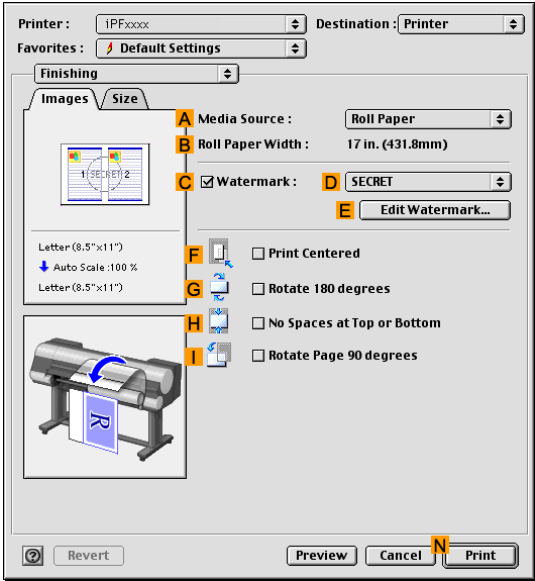 Printer : iPFxxxx Destination : Printer
Favorites : Default Settings
Finishing
Images Size
A Media Source : Roll Paper
B Roll Paper Width : 17 in. (431.8mm)
C Watermark : D SECRET
E Edit Watermark...
1 SECRET 2
Letter (8.5"x11")
Auto Scale :100 %
Letter (8.5"x11")
F Print Centered
G Rotate 180 degrees
H No Spaces at Top or Bottom
I Rotate Page 90 degrees
R
? Revert Preview Cancel N Print